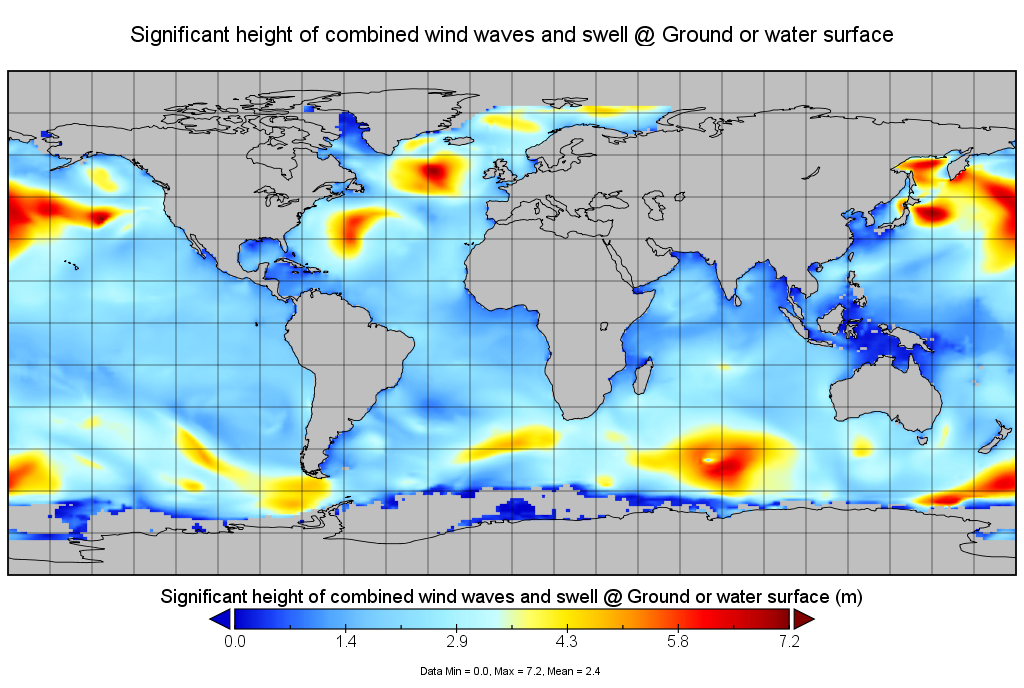 Significant height of combined wind waves and swell @ Ground or water surface
Significant height of combined wind waves and swell @ Ground or water surface (m)
0.0 1.4 2.9 4.3 5.8 7.2
Data Min = 0.0, Max = 7.2, Mean = 2.4